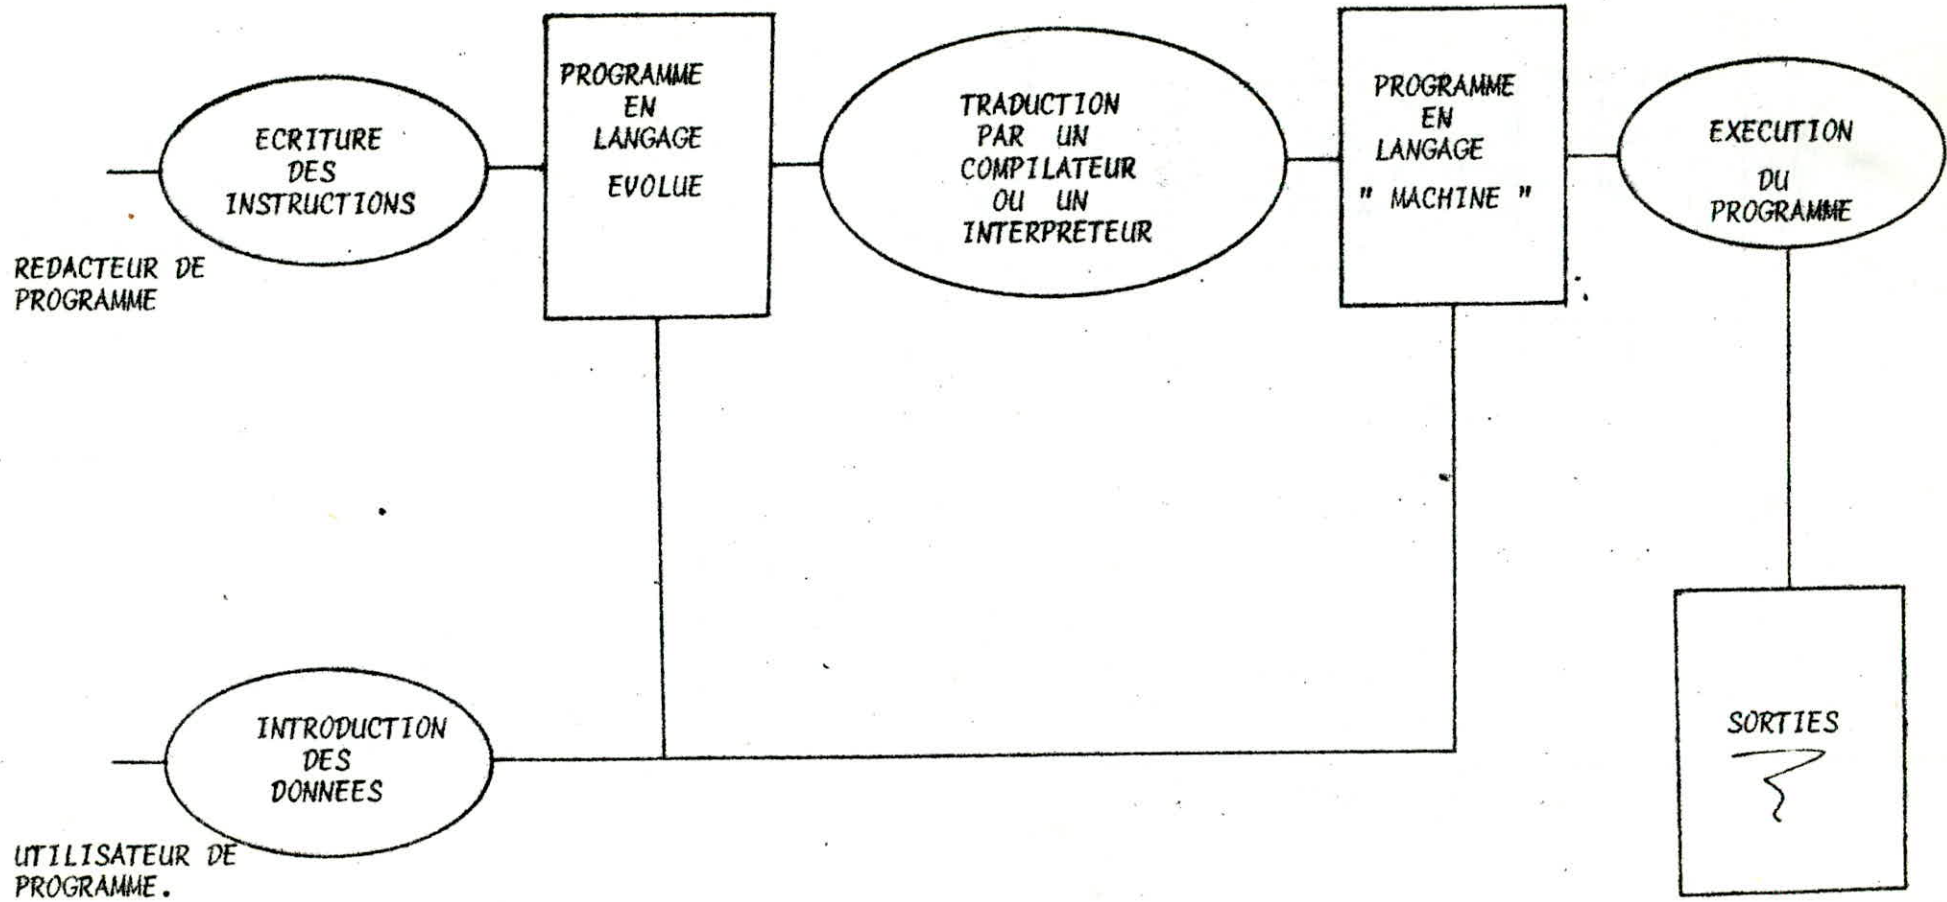 ECRITURE
DES
INSTRUCTIONS
REDACTEUR DE
PROGRAMME
PROGRAMME
EN
LANGAGE
EVOLUE
TRADUCTION
PAR UN
COMPILATEUR
OU UN
INTERPRETEUR
PROGRAMME
EN
LANGAGE
" MACHINE "
EXECUTION
DU
PROGRAMME
INTRODUCTION
DES
DONNEES
UTILISATEUR DE
PROGRAMME.
SORTIES